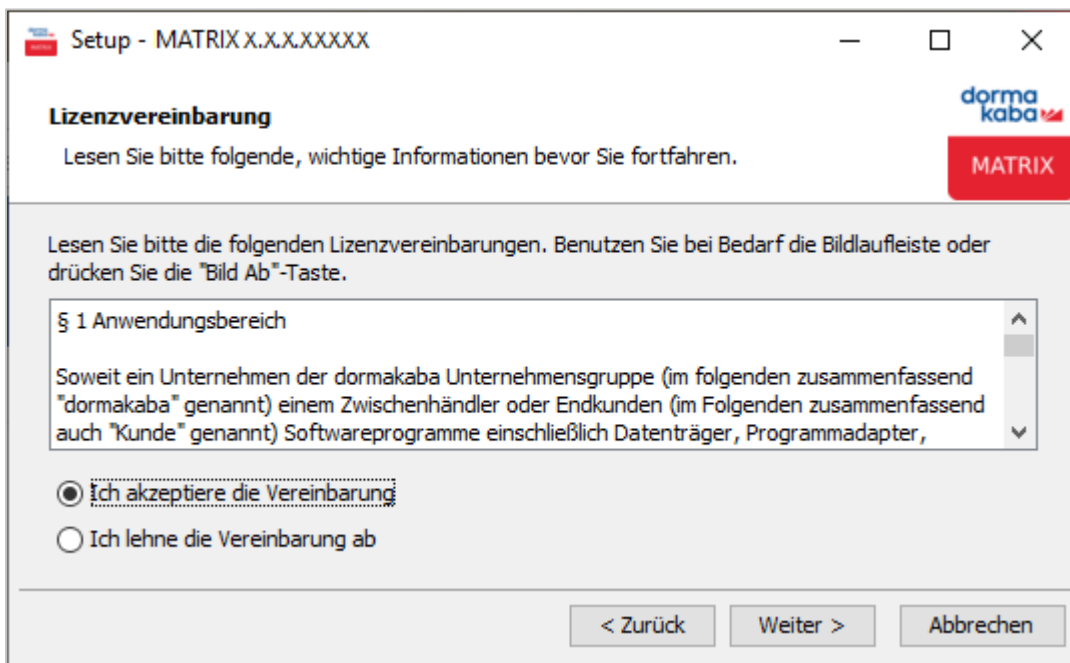 Setup - MATRIX X.X.X.XXXXX
Lizenzvereinbarung
Lesen Sie bitte folgende, wichtige Informationen bevor Sie fortfahren.
dorma
kaba
MATRIX
Lesen Sie bitte die folgenden Lizenzvereinbarungen. Benutzen Sie bei Bedarf die Bildlaufleiste oder
drücken Sie die "Bild Ab"-Taste.
§ 1 Anwendungsbereich
Soweit ein Unternehmen der dormakaba Unternehmensgruppe (im folgenden zusammenfassend
"dormakaba" genannt) einem Zwischenhändler oder Endkunden (im Folgenden zusammenfassend
auch "Kunde" genannt) Softwareprogramme einschließlich Datenträger, Programmadapter,
Ich akzeptiere die Vereinbarung
Ich lehne die Vereinbarung ab
< Zurück
Weiter >
Abbrechen